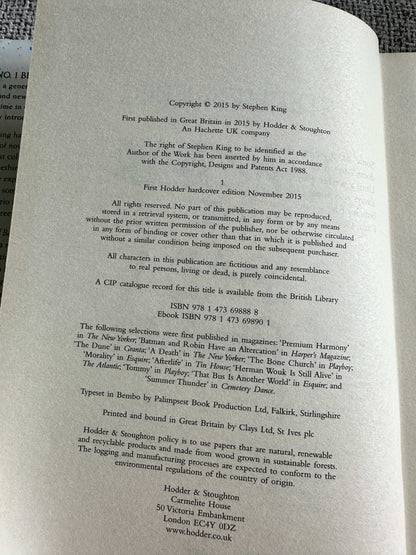 NO. 1 B
a gener
and new
ime in
y intro
Copyright © 2015 by Stephen King
First published in Great Britain in 2015 by Hodder & Stoughton
An Hachette UK company
The right of Stephen King to be identified as the
Author of the Work has been asserted by him in accordance
with the Copyright, Designs and Patents Act 1988.
1
First Hodder hardcover edition November 2015
All rights reserved. No part of this publication may be reproduced,
stored in a retrieval system, or transmitted, in any form or by any means
without the prior written permission of the publisher, nor be otherwise circulated
in any form of binding or cover other than that in which it is published and
without a similar condition being imposed on the subsequent purchaser.
All characters in this publication are fictitious and any resemblance
to real persons, living or dead, is purely coincidental.
A CIP catalogue record for this title is available from the British Library
ISBN 978 1 473 69888 8
Ebook ISBN 978 1 473 69890 1
The following selections were first published in magazines: 'Premium Harmony'
in The New Yorker; 'Batman and Robin Have an Altercation' in Harper's Magazine;
'The Dune' in Granta; 'A Death' in The New Yorker; 'The Bone Church' in Playboy;
'Morality' in Esquire; 'Afterlife' in Tin House; 'Herman Wouk Is Still Alive' in
The Atlantic; 'Tommy' in Playboy; 'That Bus Is Another World' in Esquire; and
'Summer Thunder' in Cemetery Dance.
Typeset in Bembo by Palimpsest Book Production Ltd, Falkirk, Stirlingshire
Printed and bound in Great Britain by Clays Ltd, St Ives plc
Hodder & Stoughton policy is to use papers that are natural, renewable
and recyclable products and made from wood grown in sustainable forests.
The logging and manufacturing processes are expected to conform to the
environmental regulations of the country of origin.
Hodder & Stoughton
Carmelite House
50 Victoria Embankment
London EC4Y 0DZ
www.hodder.co.uk